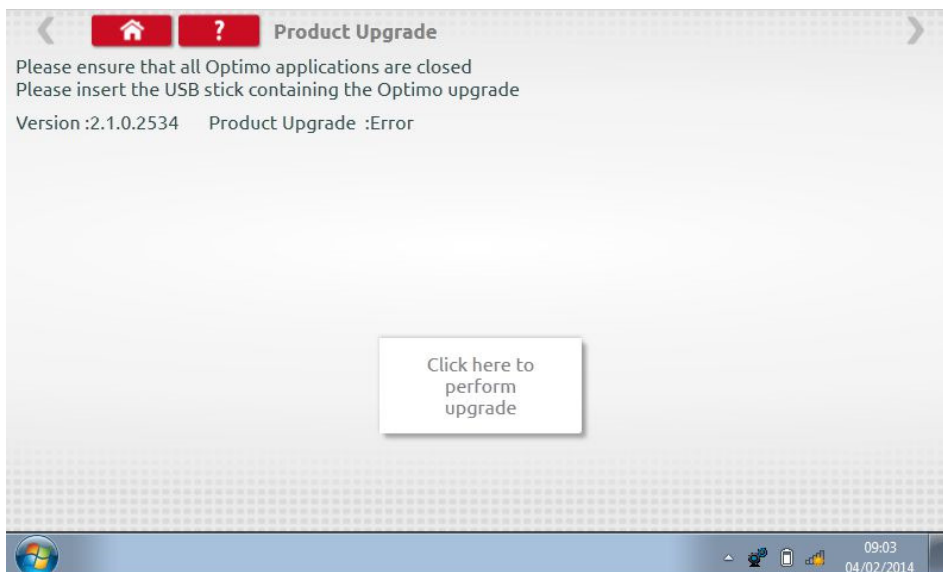 ? Product Upgrade
Please ensure that all Optimo applications are closed
Please insert the USB stick containing the Optimo upgrade
Version :2.1.0.2534 Product Upgrade :Error
Click here to
perform
upgrade
09:03
04/02/2014